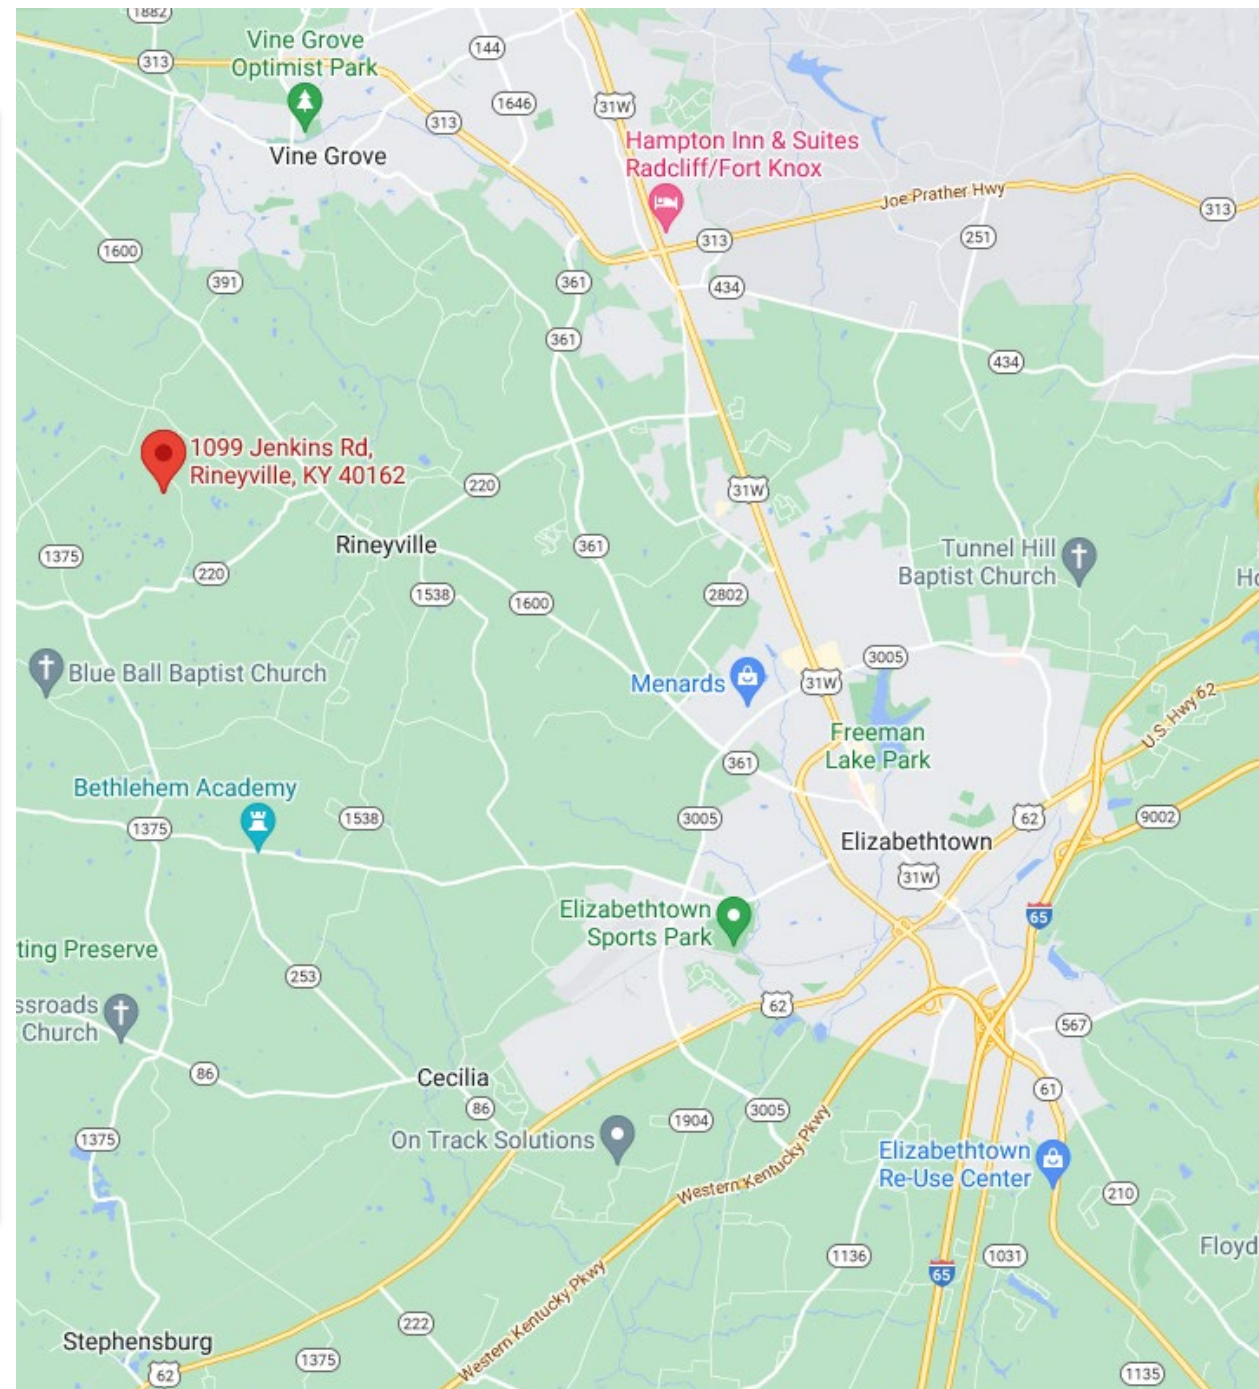 1882
Vine Grove
Optimist Park
144
313
1646
31W
313
Vine Grove
Hampton Inn & Suites
Radcliff/Fort Knox
Joe Prather Hwy
313
251
313
1600
391
361
434
361
434
1099 Jenkins Rd,
Rineyville, KY 40162
220
31W
1375
Rineyville
361
Tunnel Hill
Baptist Church
220
1538
1600
2802
3005
Blue Ball Baptist Church
Menards
31W
U.S. Hwy 62
Freeman
Lake Park
361
Bethlehem Academy
1375
1538
3005
62
9002
Elizabethtown
31W
Elizabethtown
Sports Park
65
ting Preserve
253
ssroads
Church
62
567
86
Cecilia
61
86
1904
3005
1375
On Track Solutions
Western Kentucky Pkwy
Elizabethtown
Re-Use Center
210
Floyd
1136
1031
65
Western Kentucky Pkwy
222
Stephensburg
1375
62
1135